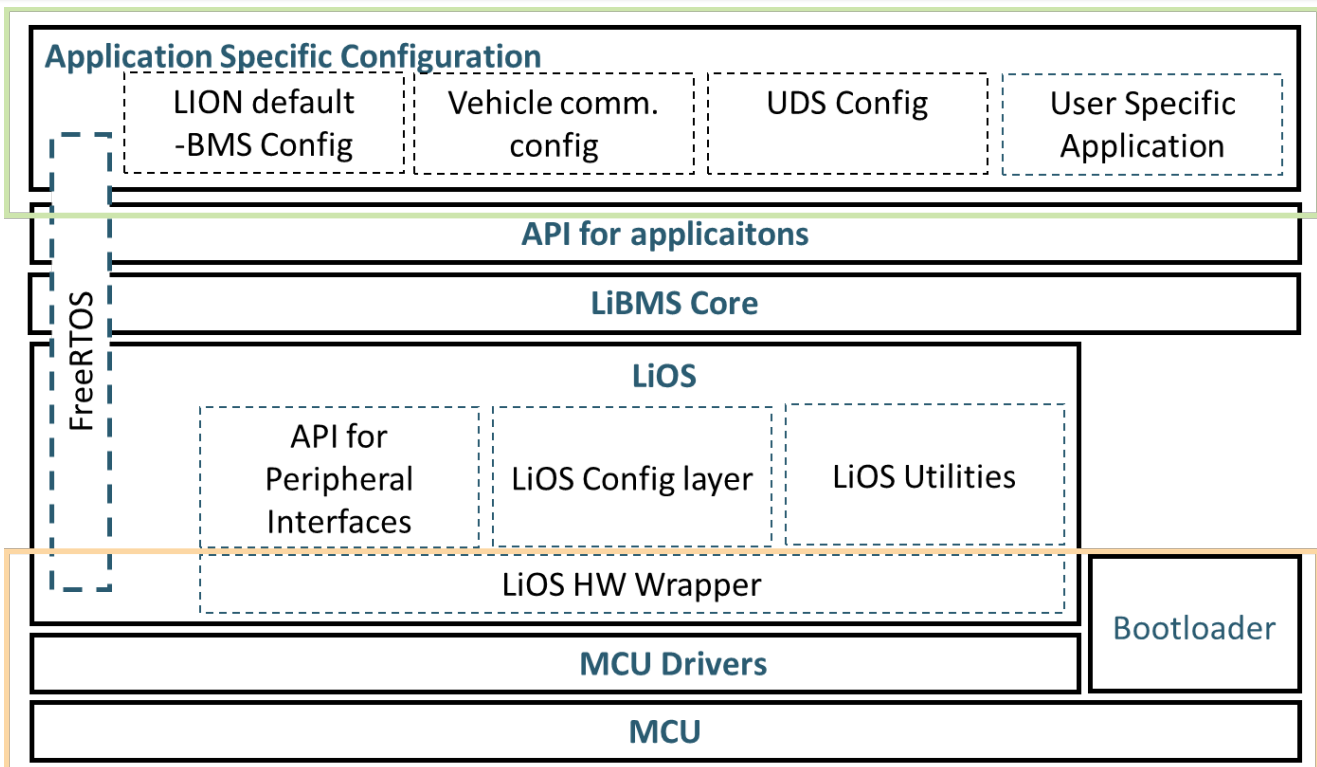 Application Specific Configuration
LION default
-BMS Config
Vehicle comm.
config
UDS Config
User Specific
Application
FreeRTOS
API for applicaitons
LiBMS Core
LiOS
API for
Peripheral
Interfaces
LiOS Config layer
LiOS Utilities
LiOS HW Wrapper
Bootloader
MCU Drivers
MCU